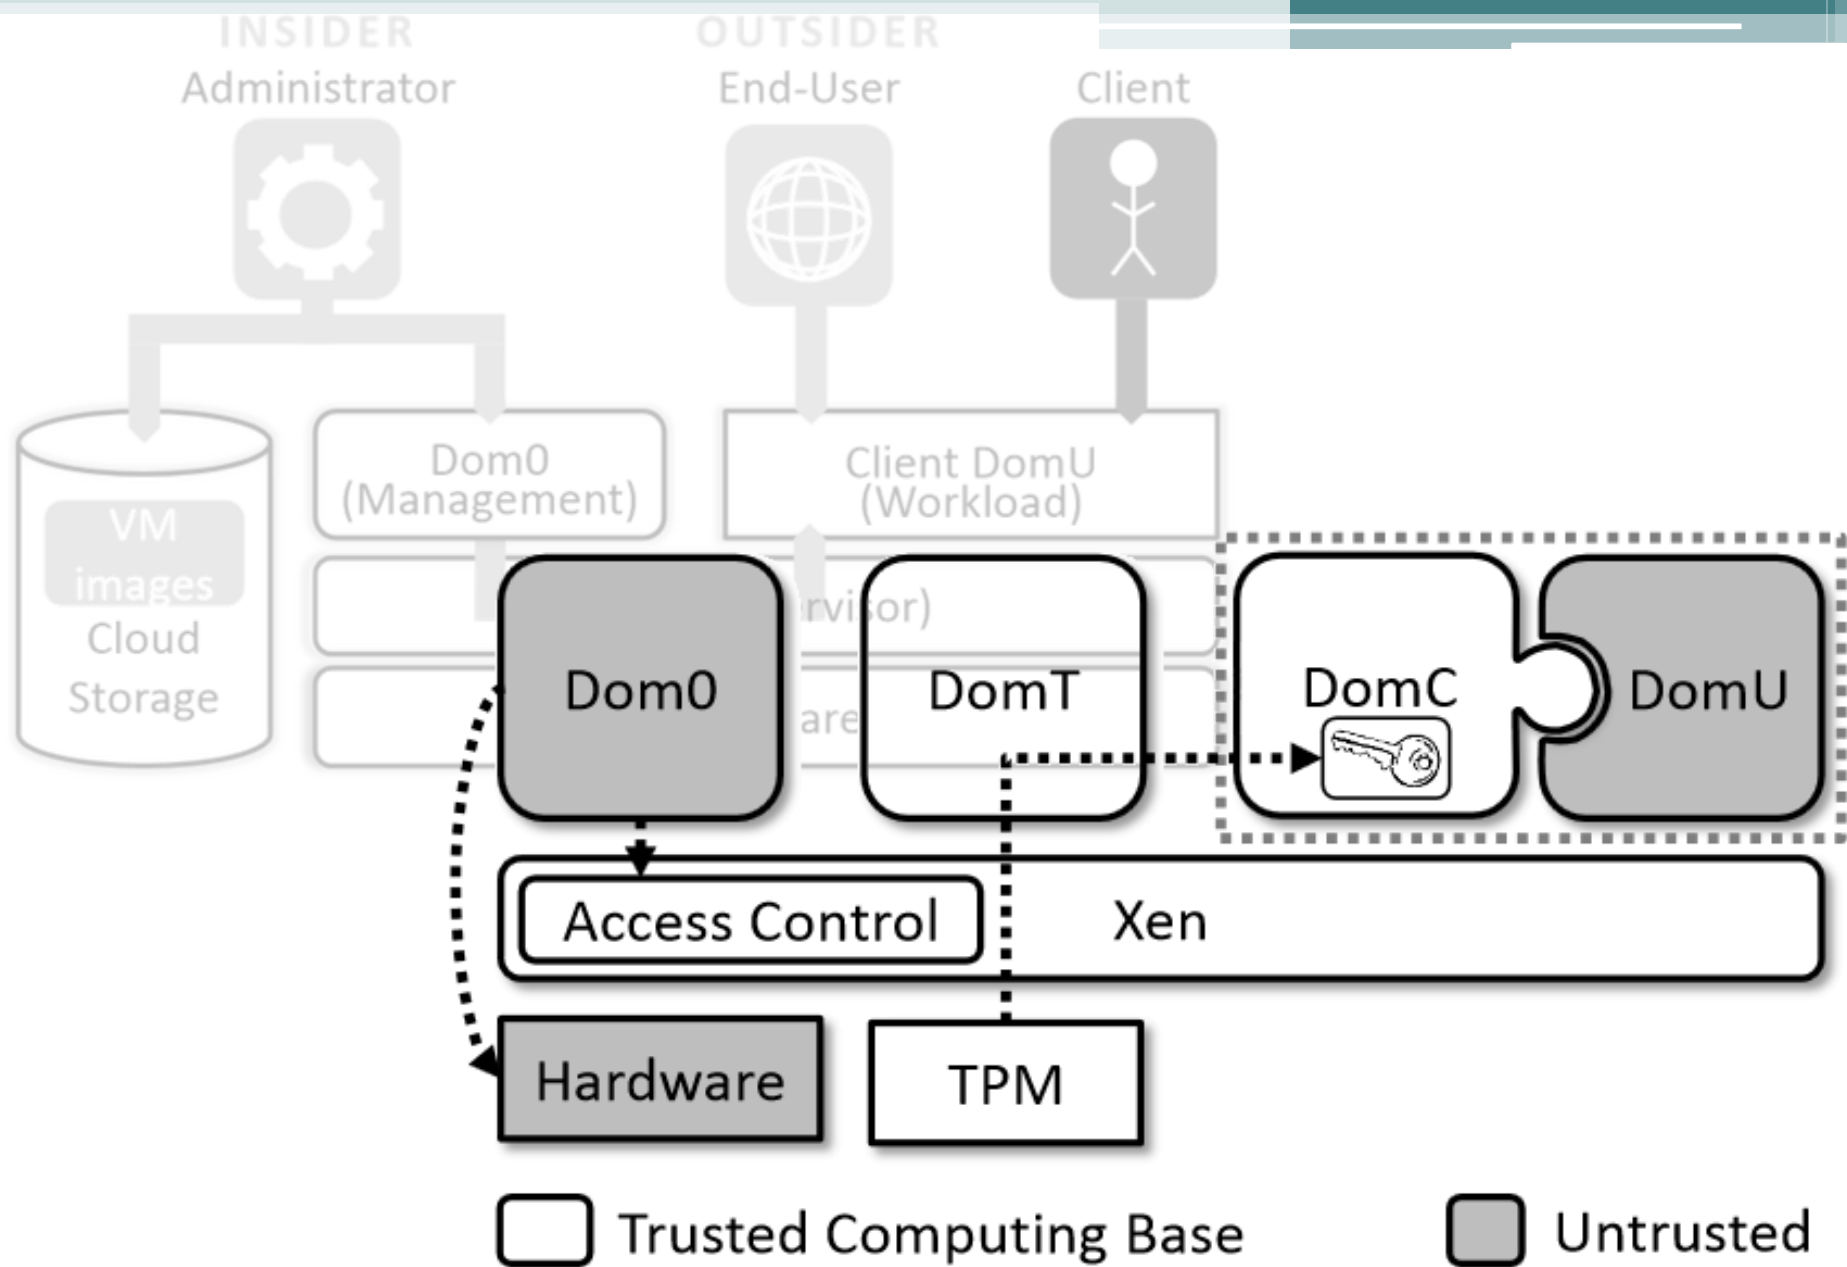 INSIDER
OUTSIDER
Administrator
End-User
Client
Dom0
(Management)
Client DomU
(Workload)
VM
images
Cloud
Storage
Dom0
DomT
DomC
DomU
Access Control
Xen
Hardware
TPM
Trusted Computing Base
Untrusted